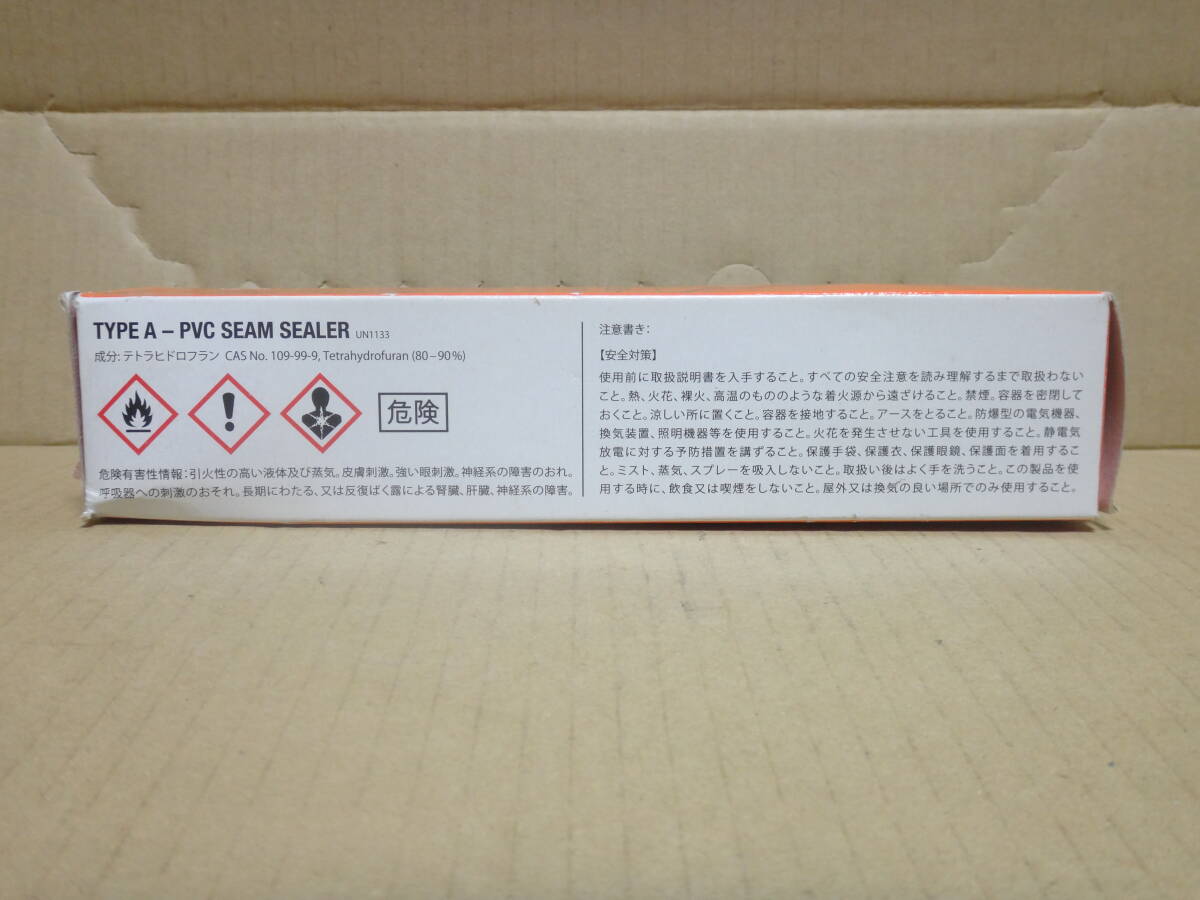 TYPE A – PVC SEAM SEALER UN1133
成分: テトラヒドロフラン CAS No. 109-99-9, Tetrahydrofuran (80–90%)
危険
危険有害性情報: 引火性の高い液体及び蒸気。皮膚刺激。強い眼刺激。神経系の障害のおれ。
呼吸器への刺激のおそれ。長期にわたる、又は反復ばく露による腎臓、肝臓、神経系の障害。
注意書き:
【安全対策】
使用前に取扱説明書を入手すること。すべての安全注意を読み理解するまで取扱わない
こと。熱、火花、裸火、高温のもののような着火源から遠ざけること。禁煙。容器を密閉して
おくこと。涼しい所に置くこと。容器を接地すること。アースをとること。防爆型の電気機器、
換気装置、照明機器等を使用すること。火花を発生させない工具を使用すること。静電気
放電に対する予防措置を講ずること。保護手袋、保護衣、保護眼鏡、保護面を着用するこ
と。ミスト、蒸気、スプレーを吸入しないこと。取扱い後はよく手を洗うこと。この製品を使
用する時に、飲食又は喫煙をしないこと。屋外又は換気の良い場所でのみ使用すること。